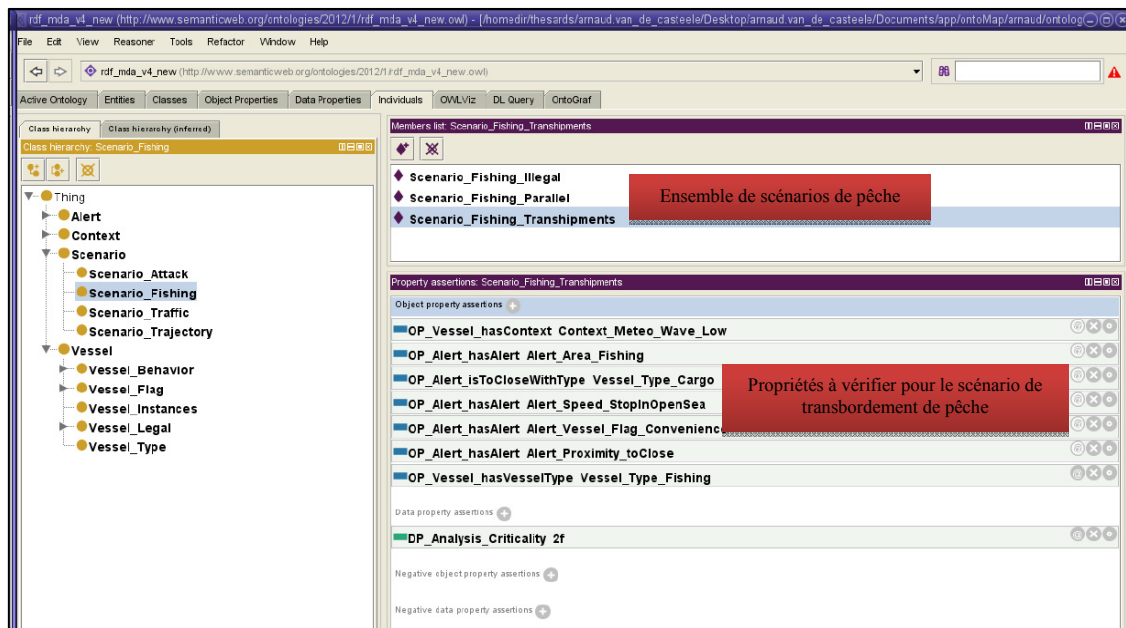 rdf_mda_v4_new (http://www.semanticweb.org/ontologies/2012/1/rdf_mda_v4_new.owl) - [/homedir/thesards/arnaud.van_de_casteele/Desktop/arnaud.van_de_casteele/Documents/app/ontoMap/arnaud/ontolog
File Edit View Reasoner Tools Refactor Window Help
rdf_mda_v4_new (http://www.semanticweb.org/ontologies/2012/1/rdf_mda_v4_new.owl)
Active Ontology Entities Classes Object Properties Data Properties Individuals OWLViz DL Query OntoGraf
Class hierarchy Class hierarchy (inferred)
Class hierarchy: Scenario_Fishing
Thing
Alert
Context
Scenario
Scenario_Attack
Scenario_Fishing
Scenario_Traffic
Scenario_Trajectory
Vessel
Vessel_Behavior
Vessel_Flag
Vessel_Instances
Vessel_Legal
Vessel_Type
Members list: Scenario_Fishing_Transhipments
Scenario_Fishing_Illegal
Scenario_Fishing_Parallel
Scenario_Fishing_Transhipments
Ensemble de scénarios de pêche
Property assertions: Scenario_Fishing_Transhipments
Object property assertions
OP_Vessel_hasContext Context_Meteo_Wave_Low
OP_Alert_hasAlert Alert_Area_Fishing
OP_Alert_isToCloseWithType Vessel_Type_Cargo
OP_Alert_hasAlert Alert_Speed_StopInOpenSea
OP_Alert_hasAlert Alert_Vessel_Flag_Convenience
OP_Alert_hasAlert Alert_Proximity_toClose
OP_Vessel_hasVesselType Vessel_Type_Fishing
Propriétés à vérifier pour le scénario de
transbordement de pêche
Data property assertions
DP_Analysis_Criticality 2f
Negative object property assertions
Negative data property assertions